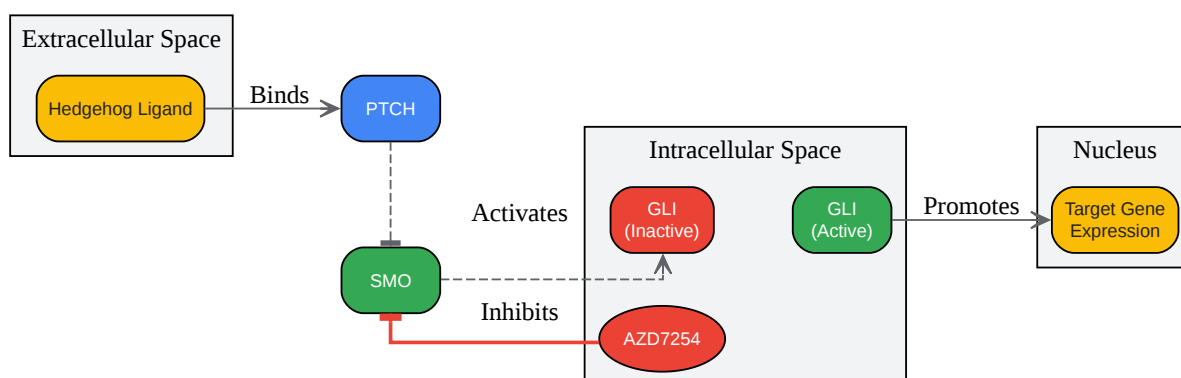 Extracellular Space
Hedgehog Ligand
Binds
PTCH
Intracellular Space
Nucleus
Activates
GLI
(Inactive)
GLI
(Active)
Promotes
Target Gene
Expression
SMO
Inhibits
AZD7254